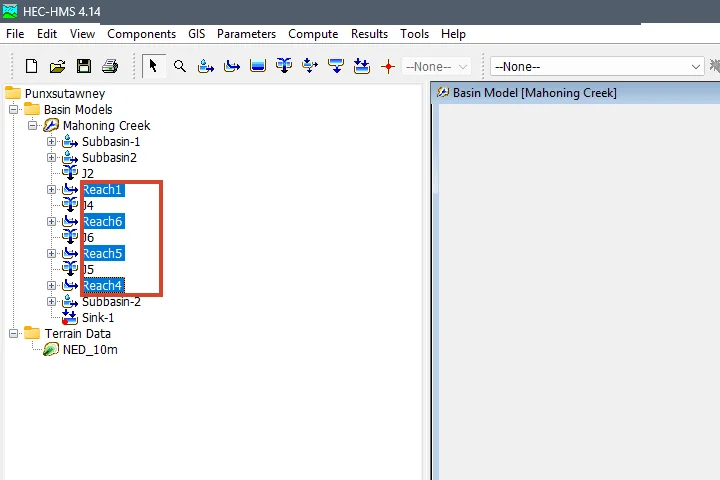 HEC-HMS 4.14
File Edit View Components GIS Parameters Compute Results Tools Help
--None-- --None--
Punxsutawney
Basin Models
Mahoning Creek
Subbasin-1
Subbasin2
J2
Reach1
J4
Reach6
J6
Reach5
J5
Reach4
Subbasin-2
Sink-1
Terrain Data
NED_10m
Basin Model [Mahoning Creek]